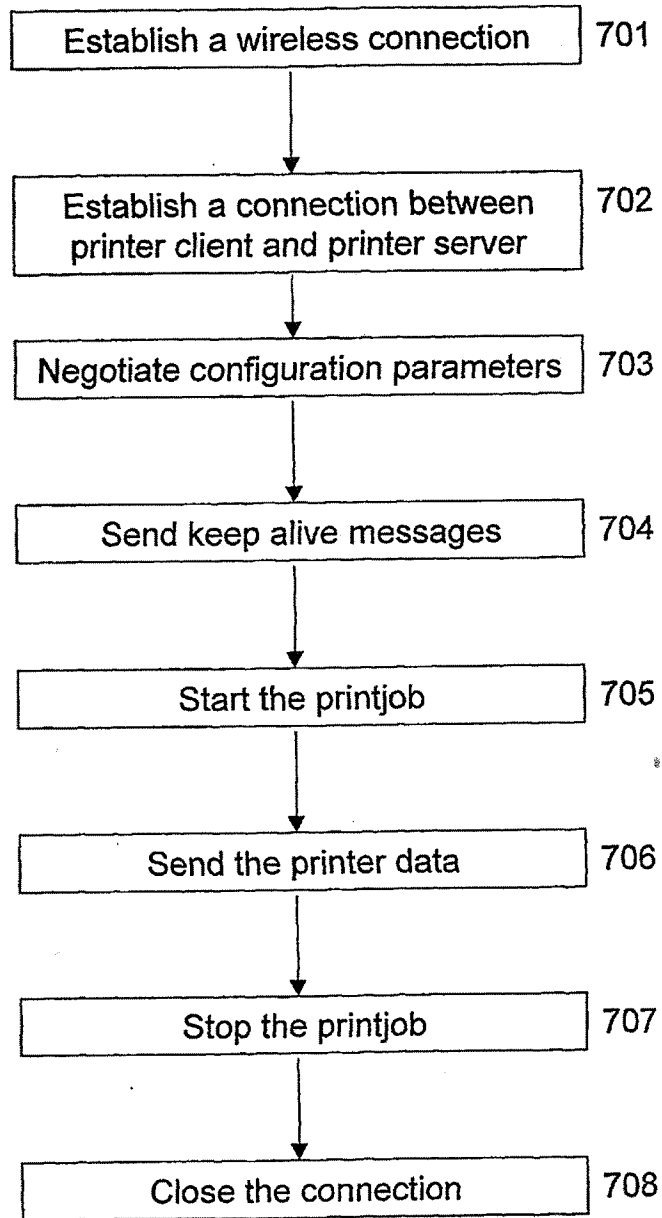 Establish a wireless connection 701
Establish a connection between 702
printer client and printer server
Negotiate configuration parameters 703
Send keep alive messages 704
Start the printjob 705
Send the printer data 706
Stop the printjob 707
Close the connection 708